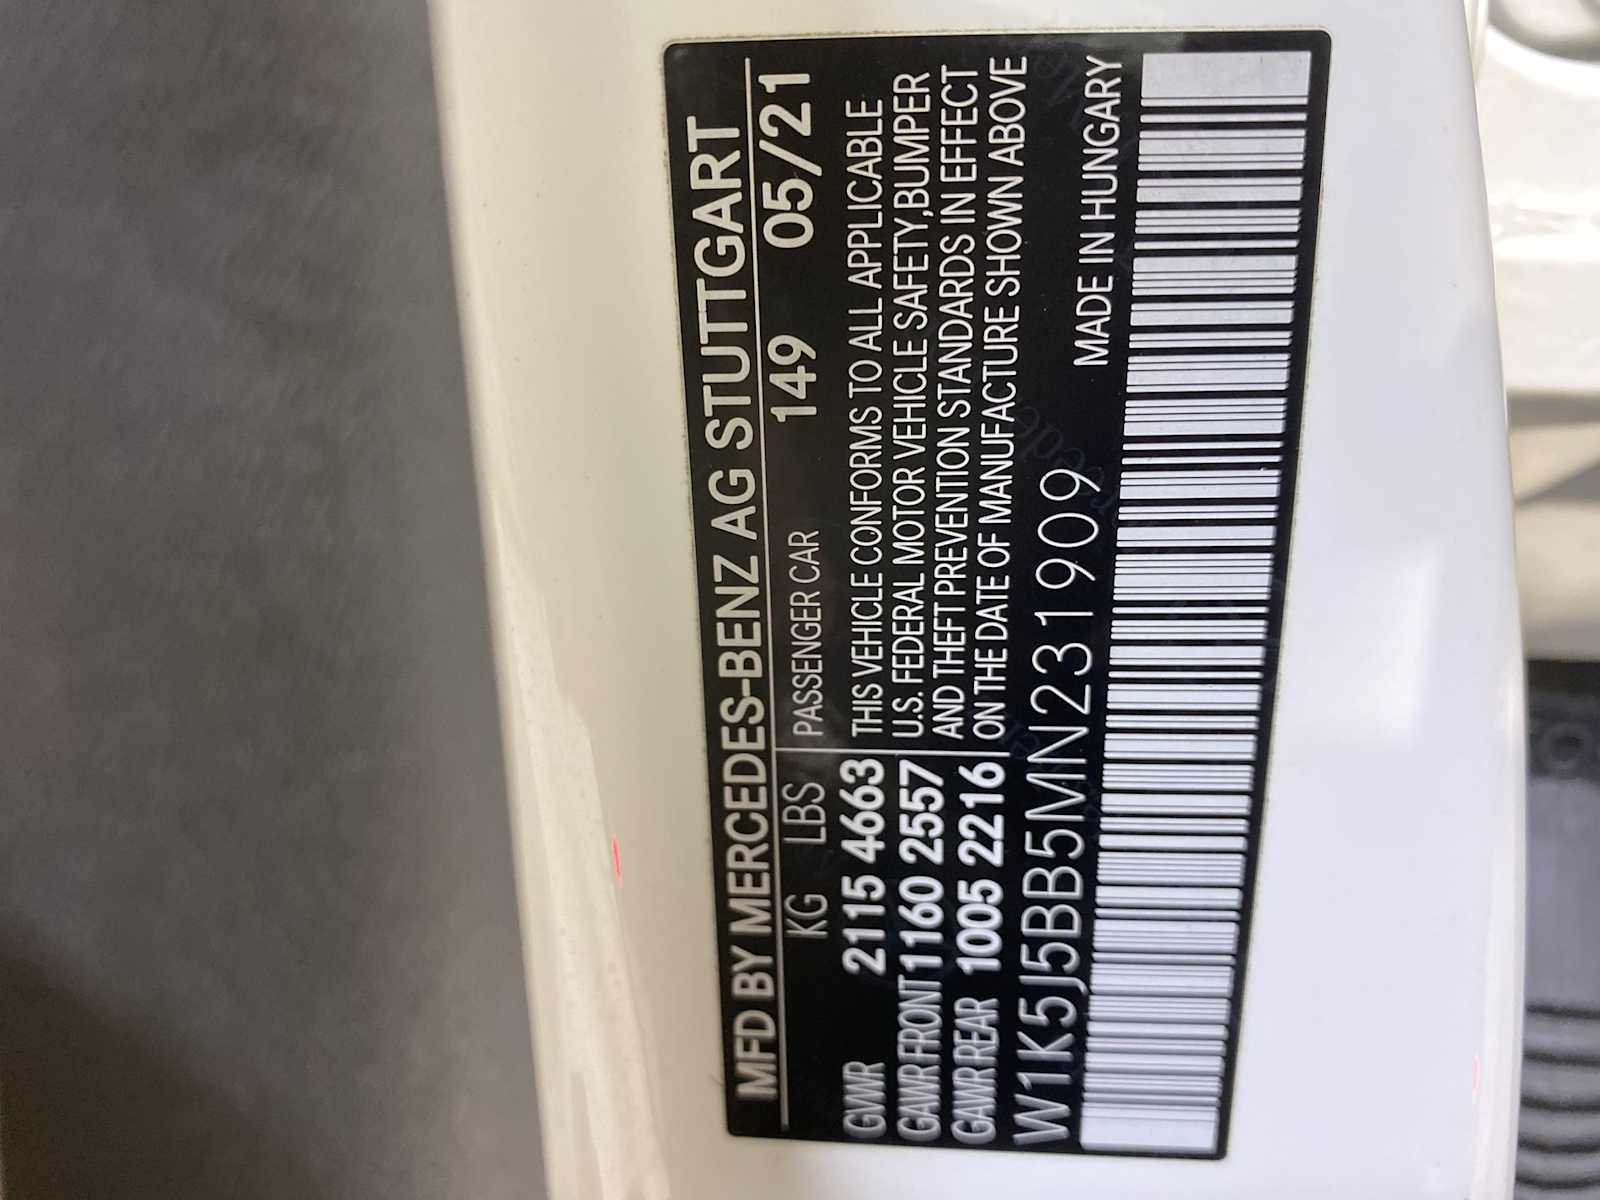 MFD BY MERCEDES-BENZ AG STUTTGART
KG LBS PASSENGER CAR 149 05/21
GVWR 2115 4663 THIS VEHICLE CONFORMS TO ALL APPLICABLE
GAWR FRONT 1160 2557 U.S. FEDERAL MOTOR VEHICLE SAFETY,BUMPER
GAWR REAR 1005 2216 AND THEFT PREVENTION STANDARDS IN EFFECT
ON THE DATE OF MANUFACTURE SHOWN ABOVE
W1K5J5BB5MN231909 MADE IN HUNGARY